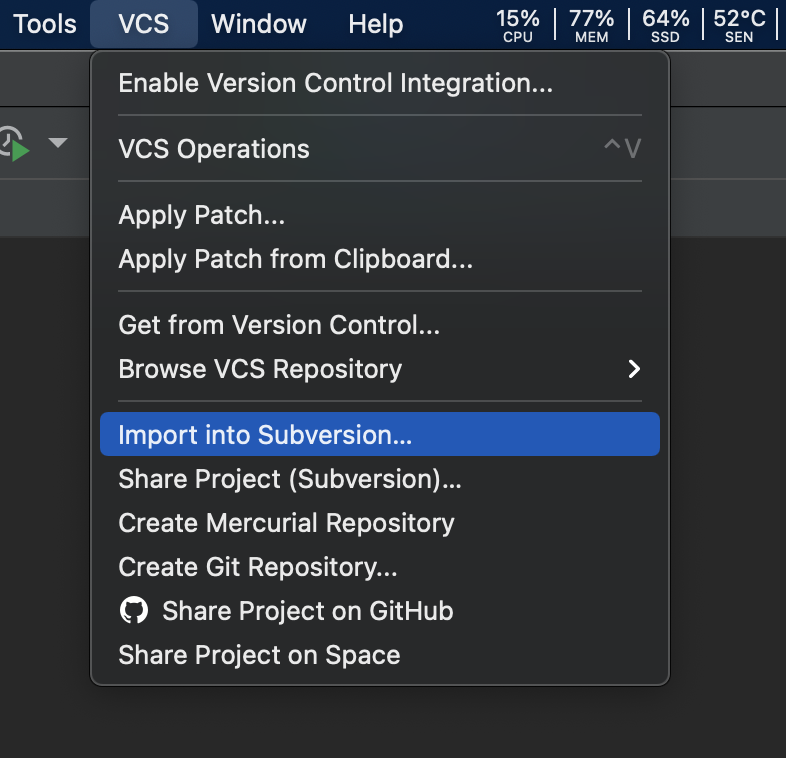 Tools VCS Window Help 15% 77% 64% 52°C
CPU MEM SSD SEN
Enable Version Control Integration...
VCS Operations ^V
Apply Patch...
Apply Patch from Clipboard...
Get from Version Control...
Browse VCS Repository
Import into Subversion...
Share Project (Subversion)...
Create Mercurial Repository
Create Git Repository...
Share Project on GitHub
Share Project on Space